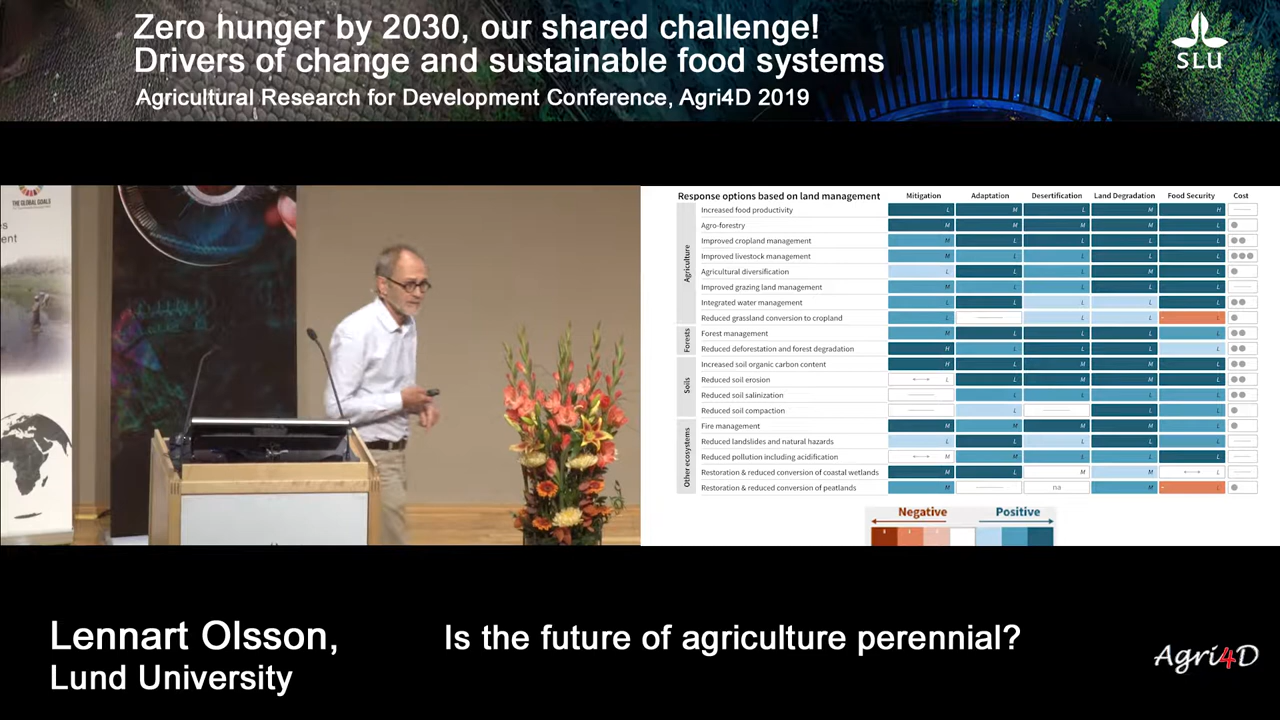 Zero hunger by 2030, our shared challenge!
Drivers of change and sustainable food systems
Agricultural Research for Development Conference, Agri4D 2019
SLU
THE GLOBAL GOALS
Response options based on land management Mitigation Adaptation Desertification Land Degradation Food Security Cost
Agriculture
Increased food productivity L M L M H
Agro-forestry M M M M L
Improved cropland management M L L L L
Improved livestock management M L L L L
Agricultural diversification L L L M L
Improved grazing land management M L L L L
Integrated water management L L L L L
Reduced grassland conversion to cropland L L L - L
Forests
Forest management M L L L L
Reduced deforestation and forest degradation H L L L L
Soils
Increased soil organic carbon content H L M M L
Reduced soil erosion L L M M L
Reduced soil salinization L L L L
Reduced soil compaction L L L
Other ecosystems
Fire management M M M M L
Reduced landslides and natural hazards L L L L L
Reduced pollution including acidification M M L L L
Restoration & reduced conversion of coastal wetlands M L M M L
Restoration & reduced conversion of peatlands M na M - L
Negative Positive
Lennart Olsson,
Lund University
Is the future of agriculture perennial?
Agri4D